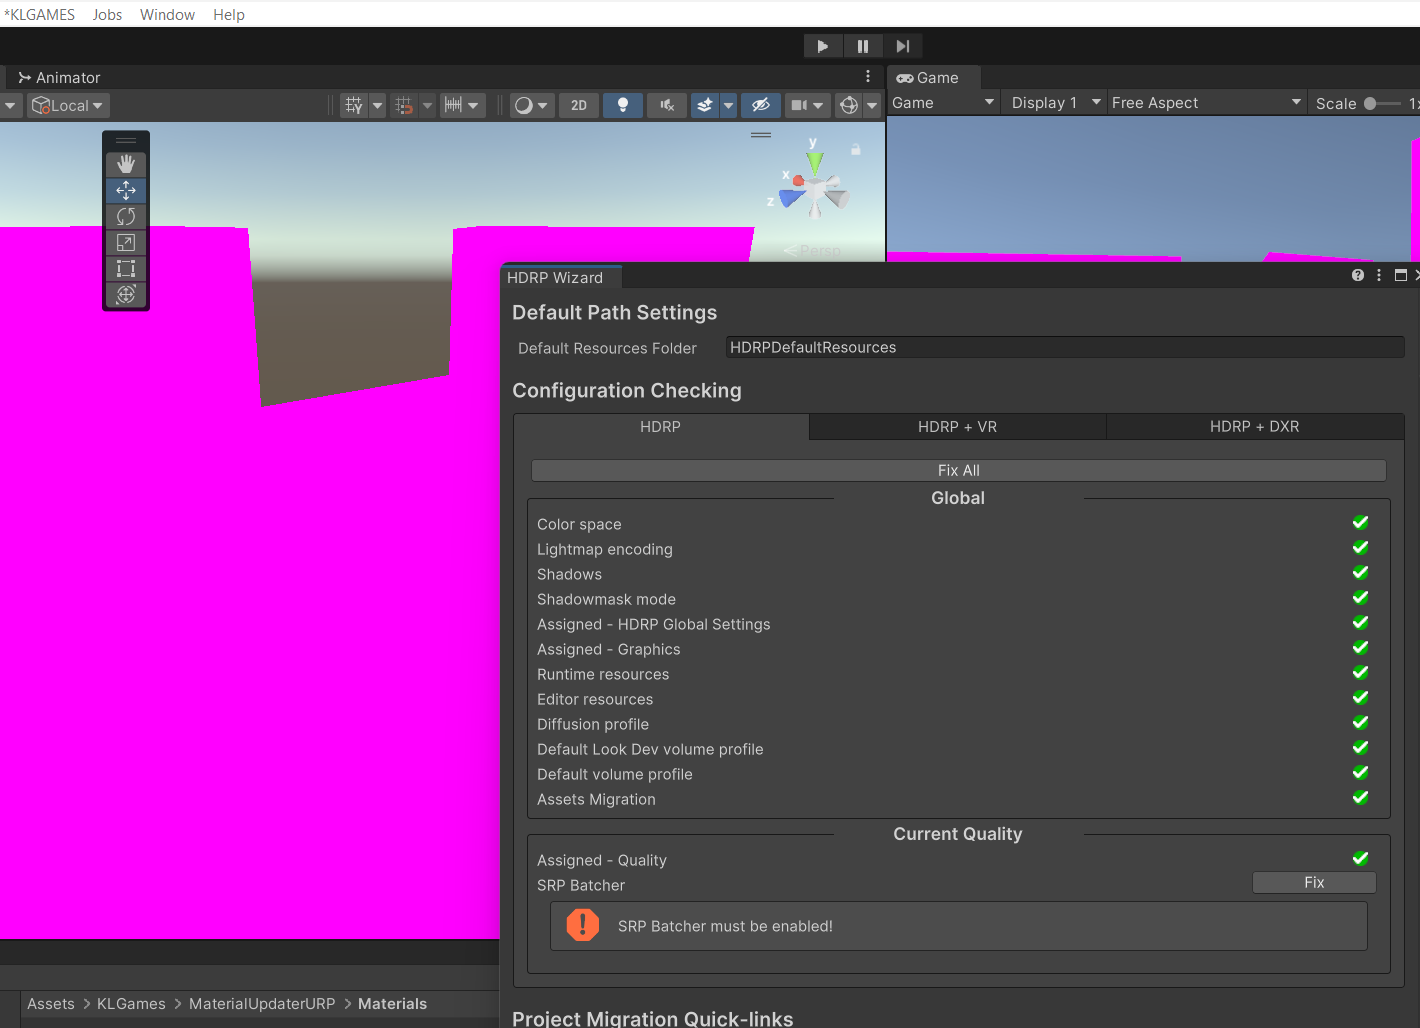 *KLGAMES Jobs Window Help
Animator
Game
Local
2D
Game Display 1 Free Aspect Scale
y
x
z
Persp
HDRP Wizard
Default Path Settings
Default Resources Folder HDRPDefaultResources
Configuration Checking
HDRP HDRP + VR HDRP + DXR
Fix All
Global
Color space
Lightmap encoding
Shadows
Shadowmask mode
Assigned - HDRP Global Settings
Assigned - Graphics
Runtime resources
Editor resources
Diffusion profile
Default Look Dev volume profile
Default volume profile
Assets Migration
Current Quality
Assigned - Quality
SRP Batcher Fix
SRP Batcher must be enabled!
Assets > KLGames > MaterialUpdaterURP > Materials
Project Migration Quick-links